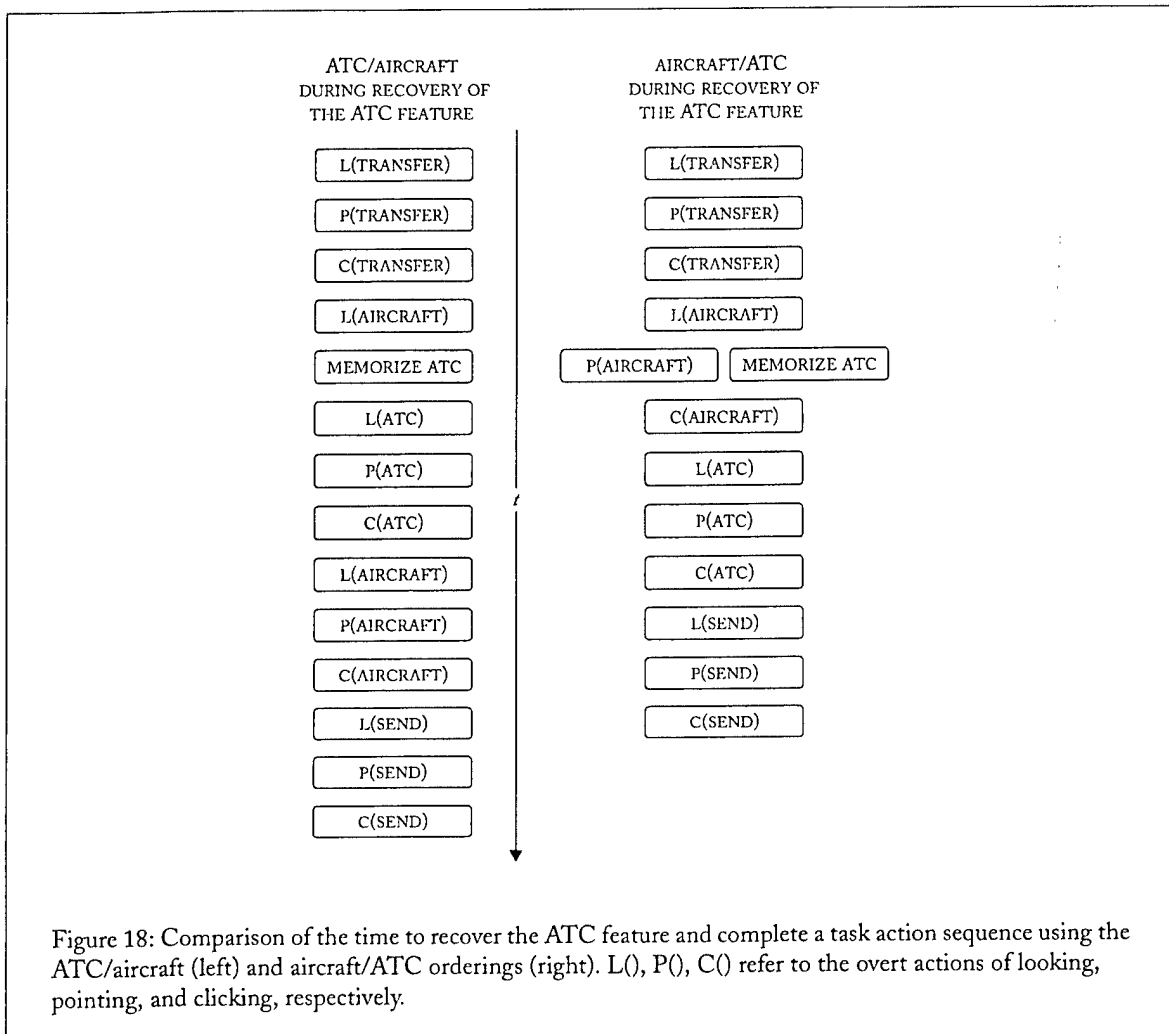 ATC/AIRCRAFT
DURING RECOVERY OF
THE ATC FEATURE
L(TRANSFER)
P(TRANSFER)
C(TRANSFER)
L(AIRCRAFT)
MEMORIZE ATC
L(ATC)
P(ATC)
C(ATC)
L(AIRCRAFT)
P(AIRCRAFT)
C(AIRCRAFT)
L(SEND)
P(SEND)
C(SEND)
t
AIRCRAFT/ATC
DURING RECOVERY OF
THE ATC FEATURE
L(TRANSFER)
P(TRANSFER)
C(TRANSFER)
L(AIRCRAFT)
P(AIRCRAFT) MEMORIZE ATC
C(AIRCRAFT)
L(ATC)
P(ATC)
C(ATC)
L(SEND)
P(SEND)
C(SEND)
Figure 18: Comparison of the time to recover the ATC feature and complete a task action sequence using the
ATC/aircraft (left) and aircraft/ATC orderings (right). L(), P(), C() refer to the overt actions of looking,
pointing, and clicking, respectively.